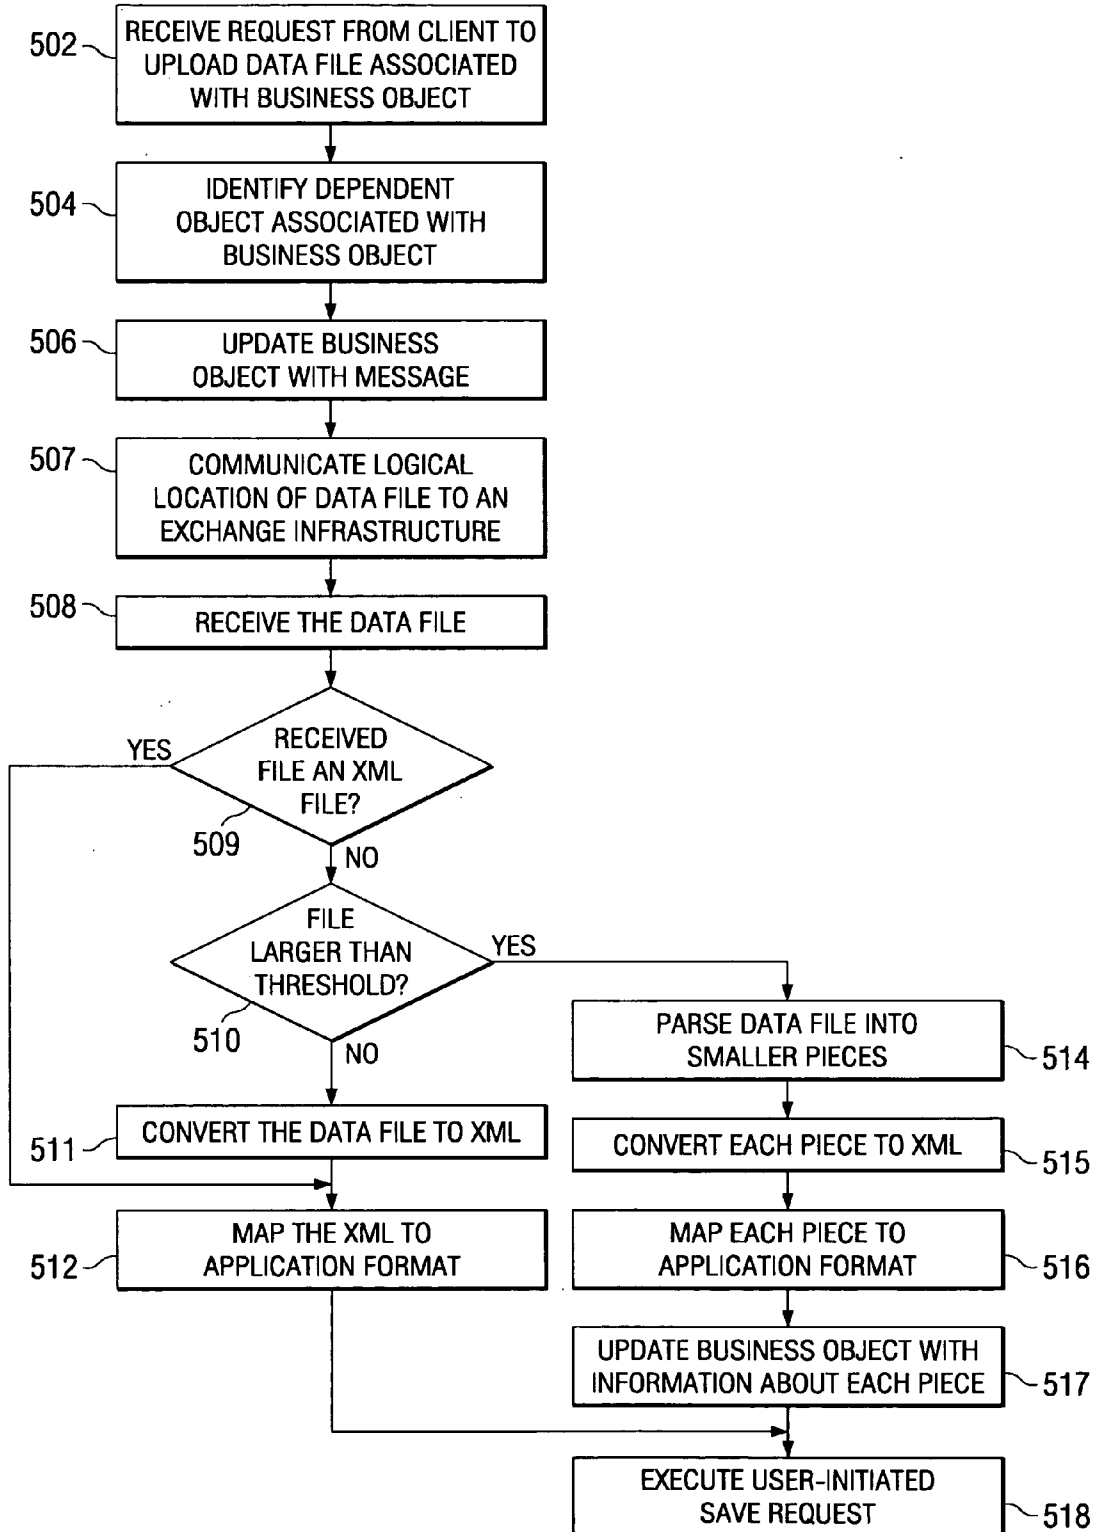 502
RECEIVE REQUEST FROM CLIENT TO
UPLOAD DATA FILE ASSOCIATED
WITH BUSINESS OBJECT
504
IDENTIFY DEPENDENT
OBJECT ASSOCIATED WITH
BUSINESS OBJECT
506
UPDATE BUSINESS
OBJECT WITH MESSAGE
507
COMMUNICATE LOGICAL
LOCATION OF DATA FILE TO AN
EXCHANGE INFRASTRUCTURE
508
RECEIVE THE DATA FILE
YES
RECEIVED
FILE AN XML
FILE?
509
NO
FILE
LARGER THAN
THRESHOLD?
YES
510
NO
511
CONVERT THE DATA FILE TO XML
512
MAP THE XML TO
APPLICATION FORMAT
PARSE DATA FILE INTO
SMALLER PIECES
514
CONVERT EACH PIECE TO XML
515
MAP EACH PIECE TO
APPLICATION FORMAT
516
UPDATE BUSINESS OBJECT WITH
INFORMATION ABOUT EACH PIECE
517
EXECUTE USER-INITIATED
SAVE REQUEST
518